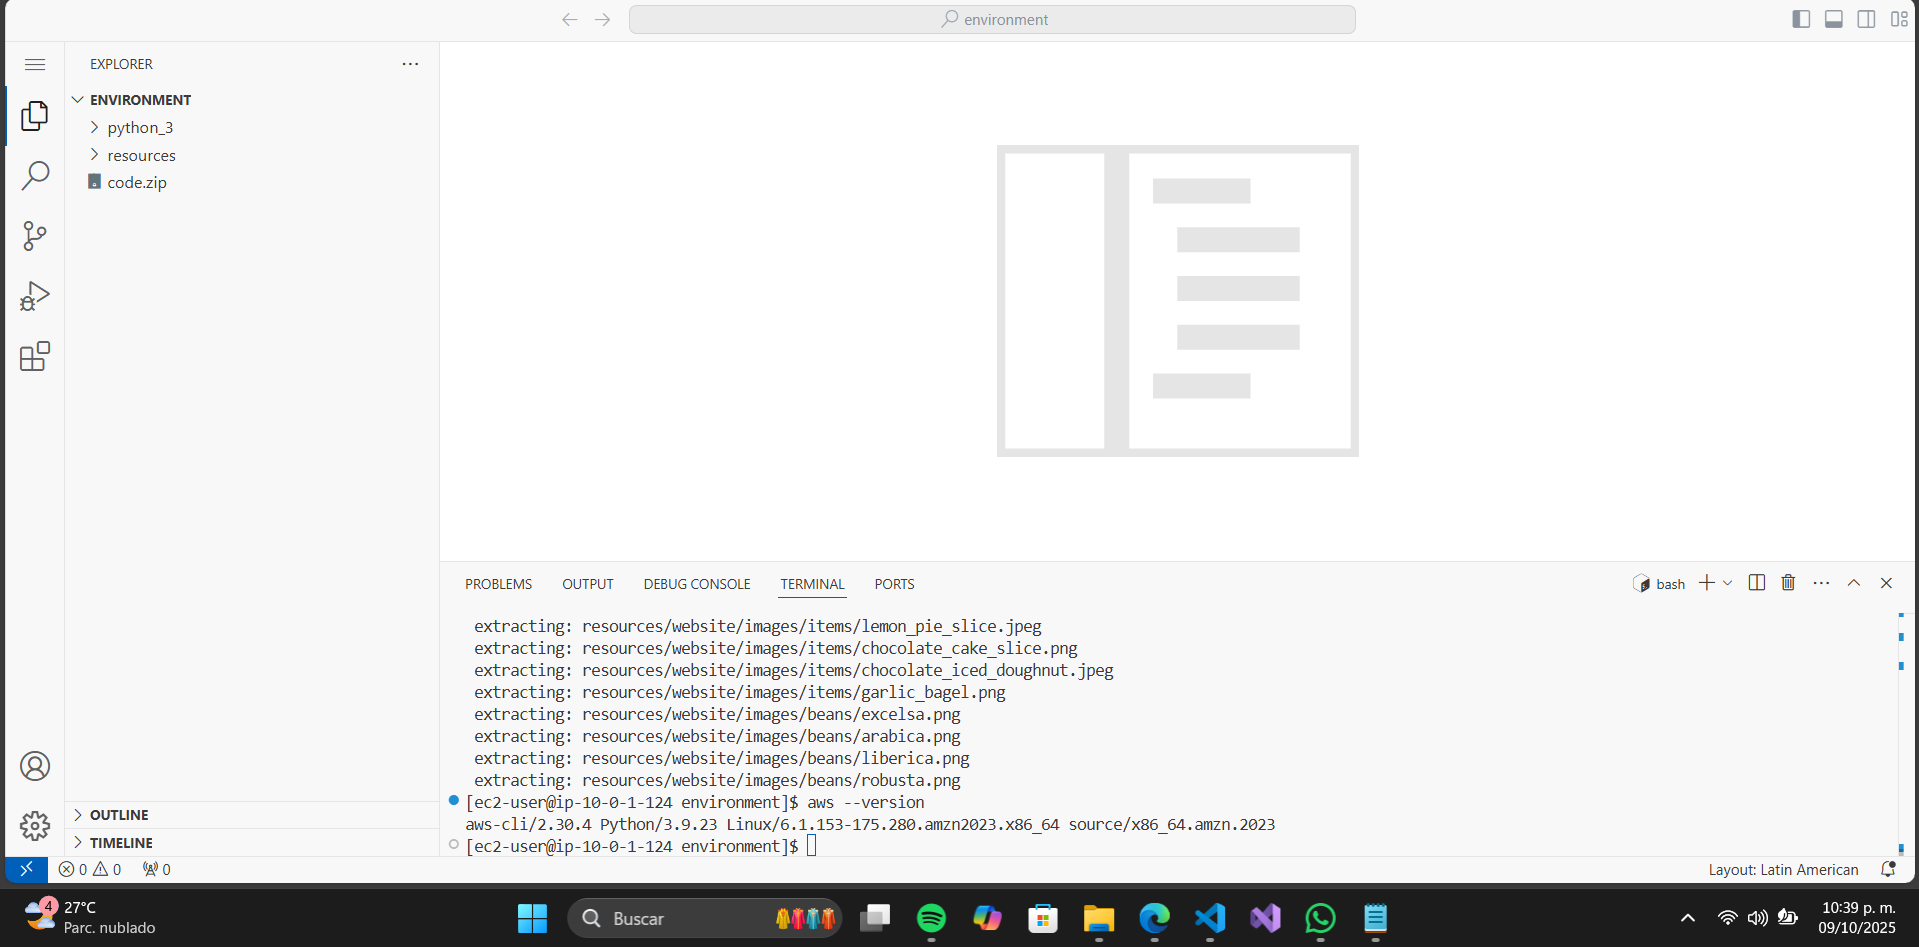 environment
EXPLORER
ENVIRONMENT
python_3
resources
code.zip
OUTLINE
TIMELINE
PROBLEMS OUTPUT DEBUG CONSOLE TERMINAL PORTS
bash
extracting: resources/website/images/items/lemon_pie_slice.jpeg
extracting: resources/website/images/items/chocolate_cake_slice.png
extracting: resources/website/images/items/chocolate_iced_doughnut.jpeg
extracting: resources/website/images/items/garlic_bagel.png
extracting: resources/website/images/beans/excelsa.png
extracting: resources/website/images/beans/arabica.png
extracting: resources/website/images/beans/liberica.png
extracting: resources/website/images/beans/robusta.png
[ec2-user@ip-10-0-1-124 environment]$ aws --version
aws-cli/2.30.4 Python/3.9.23 Linux/6.1.153-175.280.amzn2023.x86_64 source/x86_64.amzn.2023
[ec2-user@ip-10-0-1-124 environment]$
0 0 0
Layout: Latin American
4
27°C
Parc. nublado
Buscar
10:39 p. m.
09/10/2025